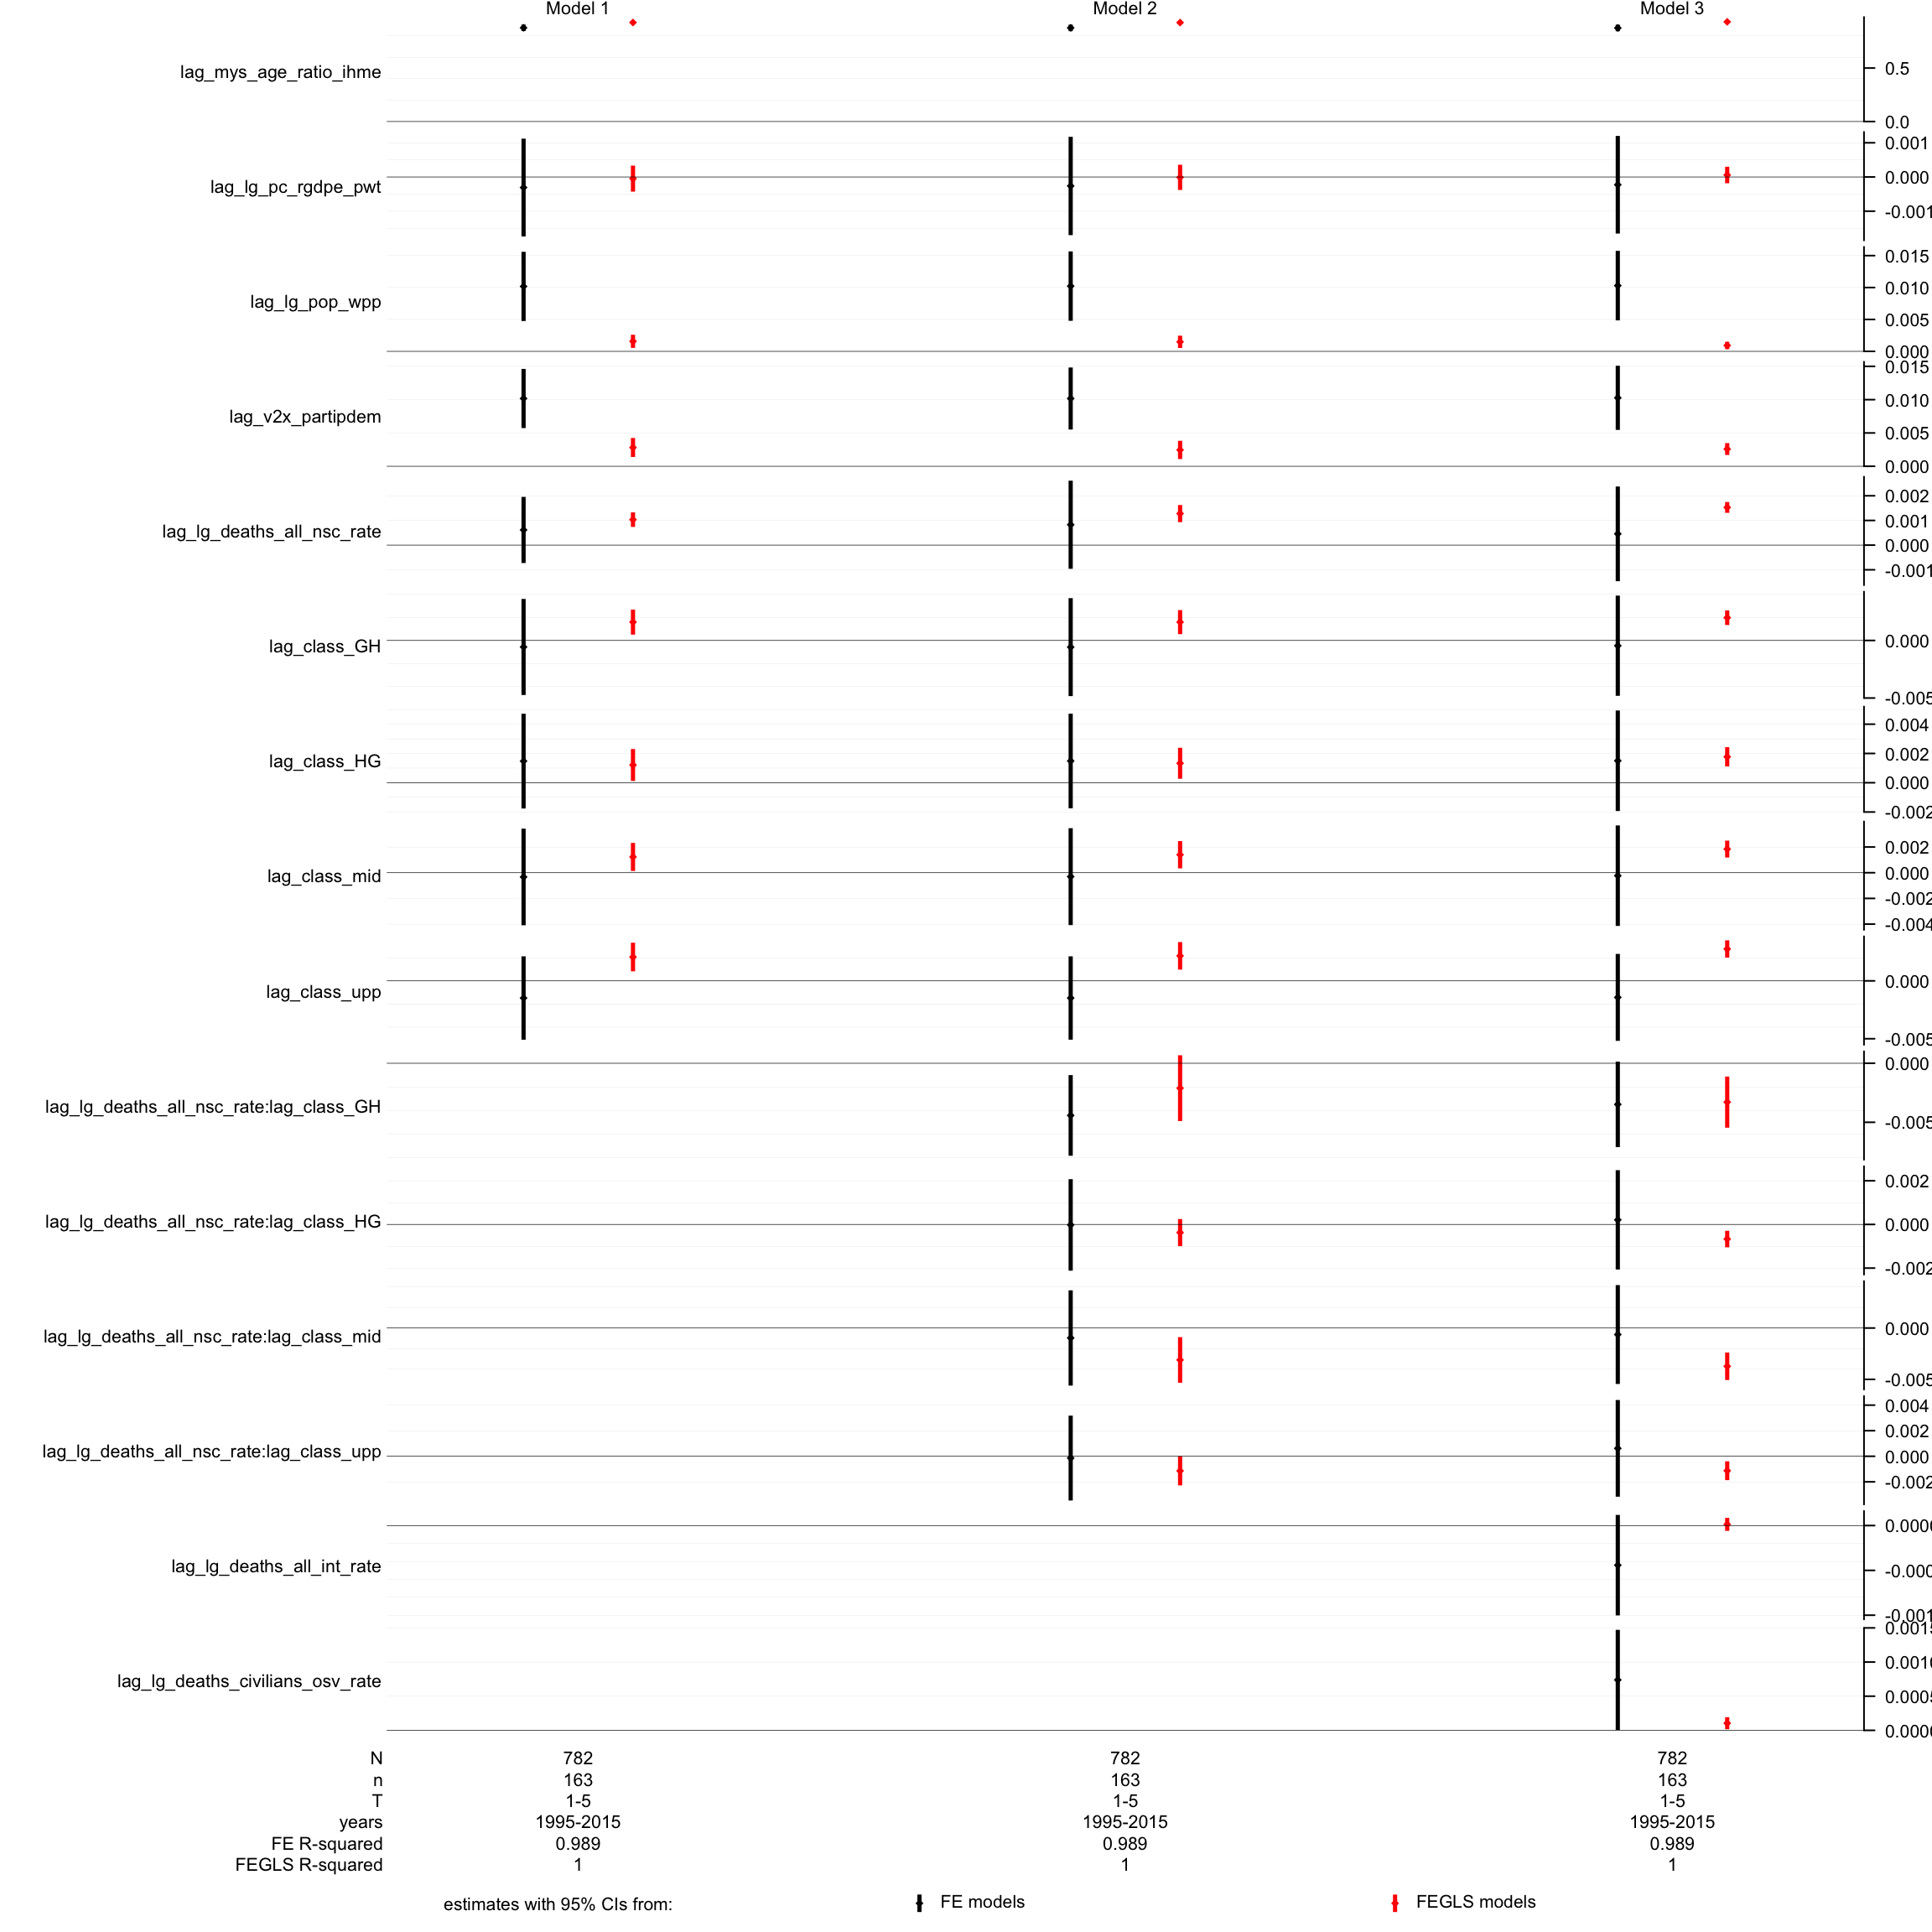 Model 1 Model 2 Model 3
lag_mys_age_ratio_ihme
0.5
0.0
lag_lg_pc_rgdpe_pwt
0.001
0.000
-0.001
lag_lg_pop_wpp
0.015
0.010
0.005
0.000
lag_v2x_partipdem
0.015
0.010
0.005
0.000
lag_lg_deaths_all_nsc_rate
0.002
0.001
0.000
-0.001
lag_class_GH
0.000
-0.005
lag_class_HG
0.004
0.002
0.000
-0.002
lag_class_mid
0.002
0.000
-0.002
-0.004
lag_class_upp
0.000
-0.005
lag_lg_deaths_all_nsc_rate:lag_class_GH
0.000
-0.005
lag_lg_deaths_all_nsc_rate:lag_class_HG
0.002
0.000
-0.002
lag_lg_deaths_all_nsc_rate:lag_class_mid
0.000
-0.005
lag_lg_deaths_all_nsc_rate:lag_class_upp
0.004
0.002
0.000
-0.002
lag_lg_deaths_all_int_rate
lag_lg_deaths_civilians_osv_rate
N 782 782 782
n 163 163 163
T 1-5 1-5 1-5
years 1995-2015 1995-2015 1995-2015
FE R-squared 0.989 0.989 0.989
FEGLS R-squared 1 1 1
estimates with 95% CIs from: FE models FEGLS models